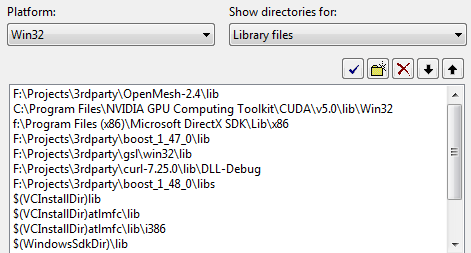 Platform:
Show directories for:
Win32
Library files
F:\Projects\3rdparty\OpenMesh-2.4\lib
C:\Program Files\NVIDIA GPU Computing Toolkit\CUDA\v5.0\lib\Win32
f:\Program Files (x86)\Microsoft DirectX SDK\Lib\x86
F:\Projects\3rdparty\boost_1_47_0\lib
F:\Projects\3rdparty\gsl\win32\lib
F:\Projects\3rdparty\curl-7.25.0\lib\DLL-Debug
F:\Projects\3rdparty\boost_1_48_0\libs
$(VCInstallDir)lib
$(VCInstallDir)atlmfc\lib
$(VCInstallDir)atlmfc\lib\i386
$(WindowsSdkDir)\lib